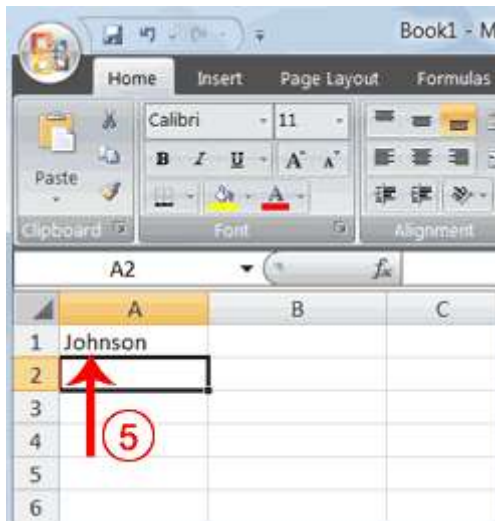 Book1 - M
Home Insert Page Layout Formulas
Calibri 11
B I U A A
Paste
A
Clipboard Font Alignment
A2 fx
A B C
1 Johnson
2
3
⑤
4
5
6